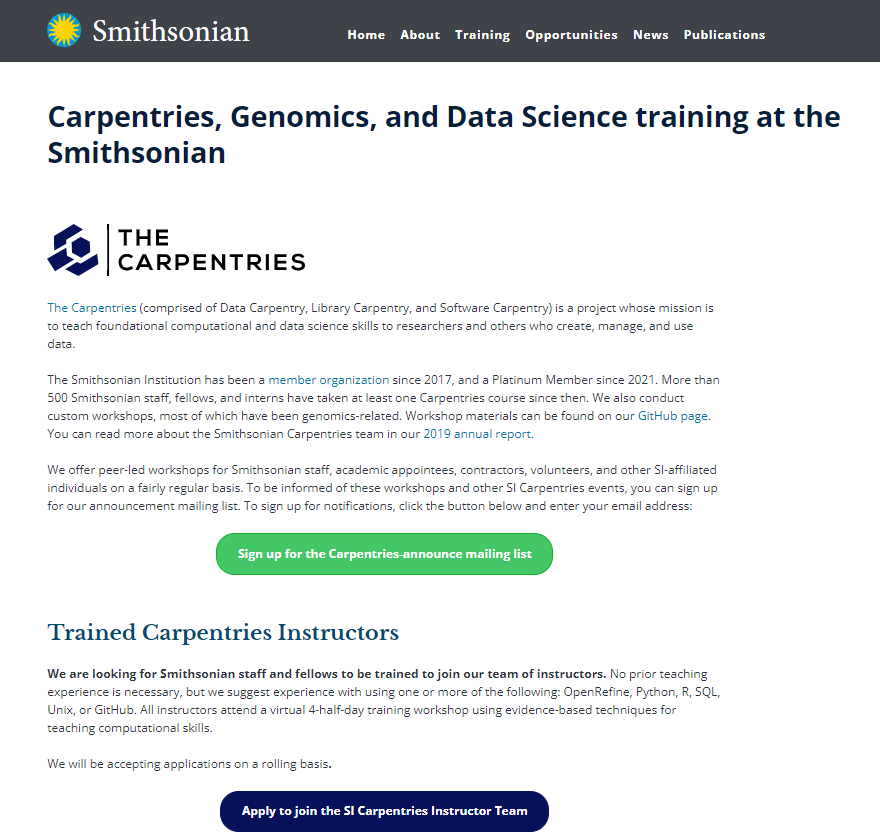 Smithsonian
Home About Training Opportunities News Publications
Carpentries, Genomics, and Data Science training at the
Smithsonian
THE
CARPENTRIES
The Carpentries (comprised of Data Carpentry, Library Carpentry, and Software Carpentry) is a project whose mission is
to teach foundational computational and data science skills to researchers and others who create, manage, and use
data.
The Smithsonian Institution has been a member organization since 2017, and a Platinum Member since 2021. More than
500 Smithsonian staff, fellows, and interns have taken at least one Carpentries course since then. We also conduct
custom workshops, most of which have been genomics-related. Workshop materials can be found on our GitHub page.
You can read more about the Smithsonian Carpentries team in our 2019 annual report.
We offer peer-led workshops for Smithsonian staff, academic appointees, contractors, volunteers, and other SI-affiliated
individuals on a fairly regular basis. To be informed of these workshops and other SI Carpentries events, you can sign up
for our announcement mailing list. To sign up for notifications, click the button below and enter your email address:
Sign up for the Carpentries-announce mailing list
Trained Carpentries Instructors
We are looking for Smithsonian staff and fellows to be trained to join our team of instructors. No prior teaching
experience is necessary, but we suggest experience with using one or more of the following: OpenRefine, Python, R, SQL,
Unix, or GitHub. All instructors attend a virtual 4-half-day training workshop using evidence-based techniques for
teaching computational skills.
We will be accepting applications on a rolling basis.
Apply to join the SI Carpentries Instructor Team